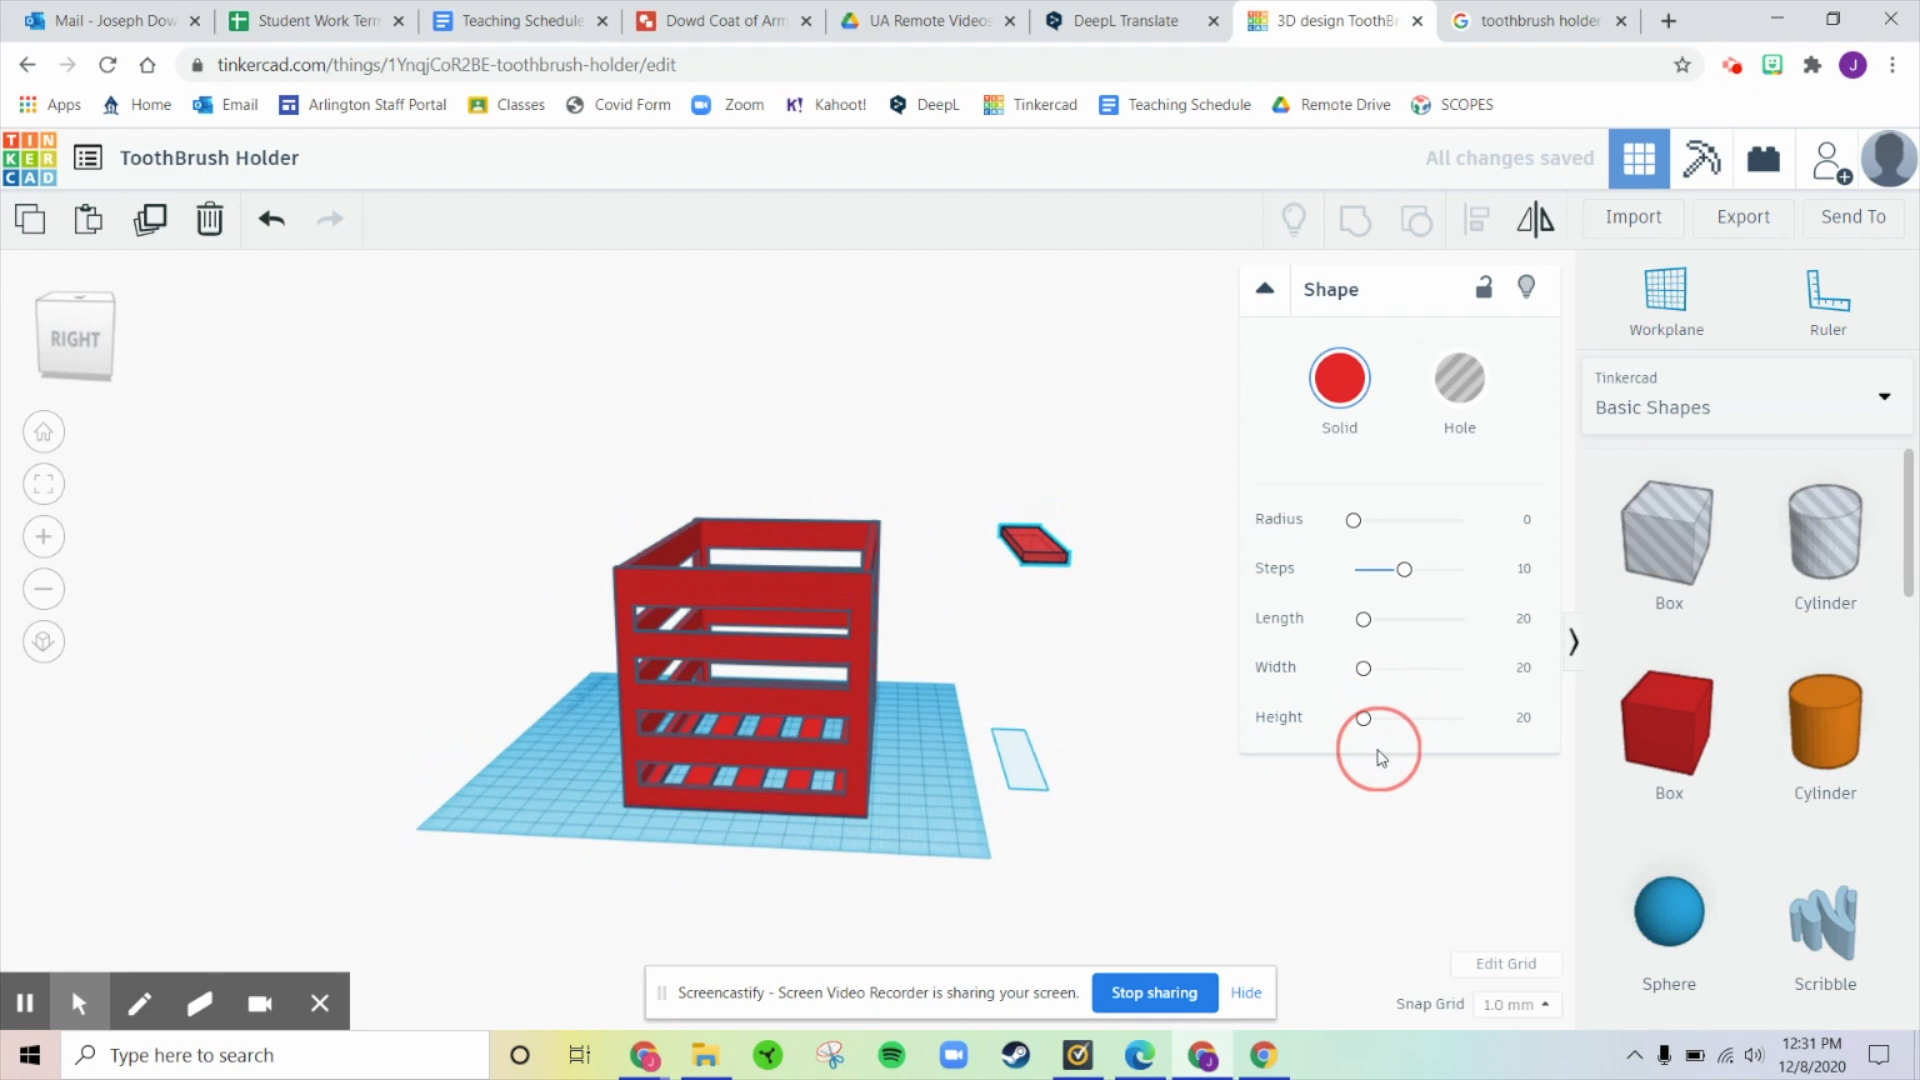 Mail - Joseph Dow
Student Work Tern
Teaching Schedule
Dowd Coat of Arm
UA Remote Videos
DeepL Translate
3D design ToothBr
toothbrush holder
tinkercad.com/things/1YnqjCoR2BE-toothbrush-holder/edit
J
Apps
Home
Email
Arlington Staff Portal
Classes
Covid Form
Zoom
K! Kahoot!
DeepL
Tinkercad
Teaching Schedule
Remote Drive
SCOPES
TIN
KER
CAD
ToothBrush Holder
All changes saved
Import
Export
Send To
RIGHT
Shape
Solid
Hole
Radius 0
Steps 10
Length 20
Width 20
Height 20
Workplane
Ruler
Tinkercad
Basic Shapes
Box
Cylinder
Box
Cylinder
Sphere
Scribble
Edit Grid
Snap Grid 1.0 mm
Screencastify - Screen Video Recorder is sharing your screen.
Stop sharing
Hide
Type here to search
12:31 PM
12/8/2020